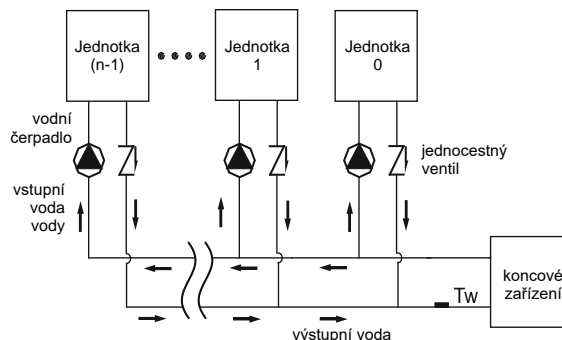 Jednotka
(n-1)
Jednotka
1
Jednotka
0
vodní
čerpadlo
jednocestný
ventil
vstupní
voda
vody
koncové
zařízení
Tw
výstupní voda